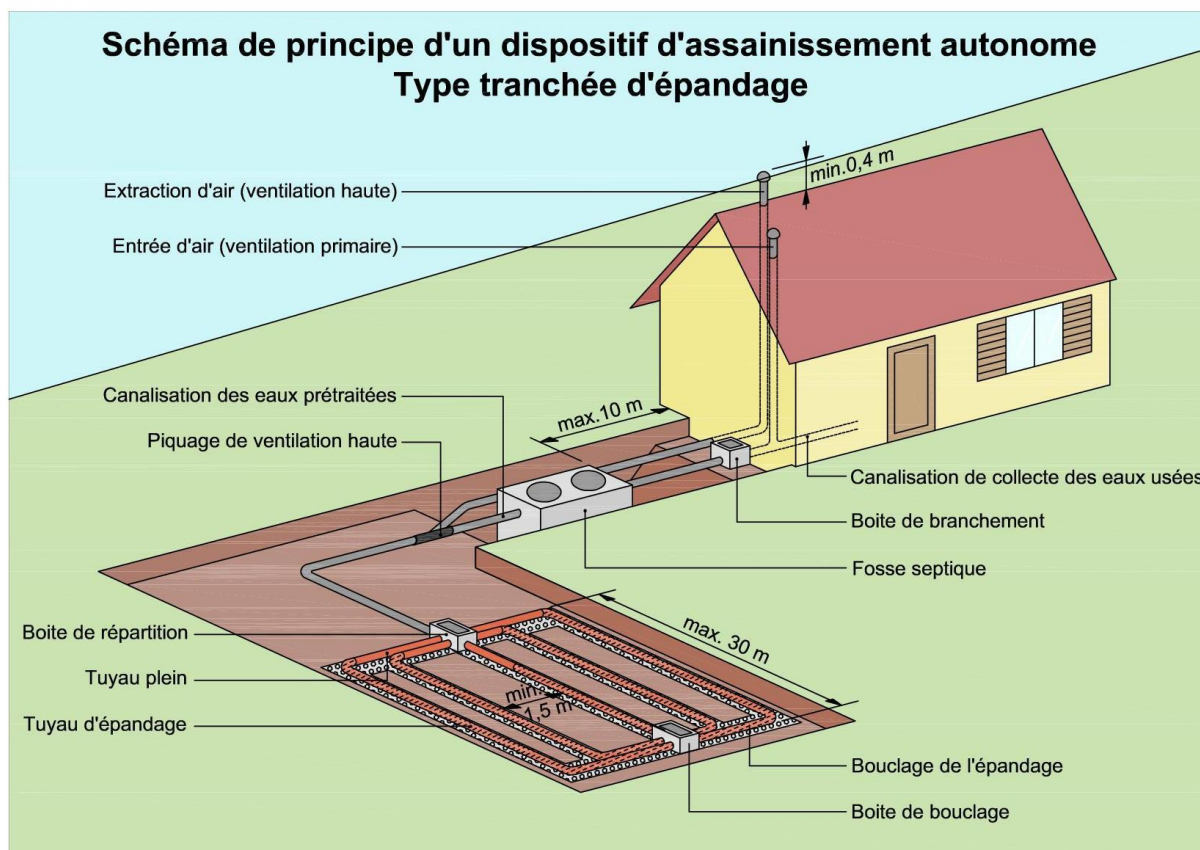 Schéma de principe d'un dispositif d'assainissement autonome
Type tranchée d'épandage
min.0,4 m
Extraction d'air (ventilation haute)
Entrée d'air (ventilation primaire)
Canalisation des eaux prétraitées
max.10 m
Piquage de ventilation haute
Canalisation de collecte des eaux usées
Boite de branchement
Fosse septique
Boite de répartition
max. 30 m
Tuyau plein
min.
1,5 m
Tuyau d'épandage
Bouclage de l'épandage
Boite de bouclage